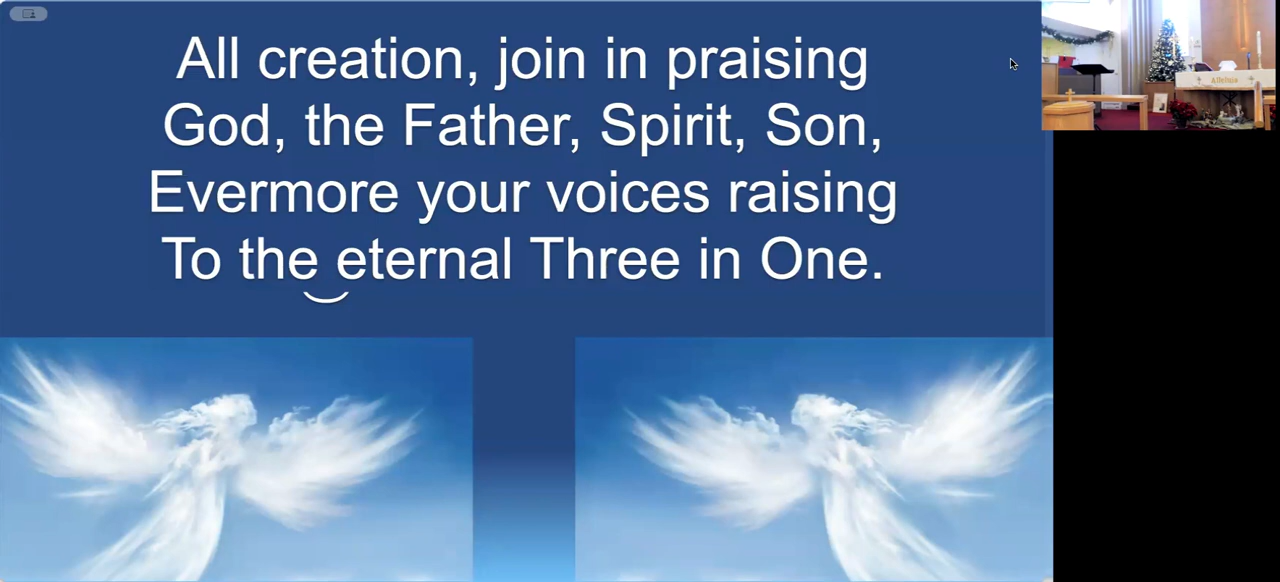 All creation, join in praising
God, the Father, Spirit, Son,
Evermore your voices raising
To the eternal Three in One.
Alleluia